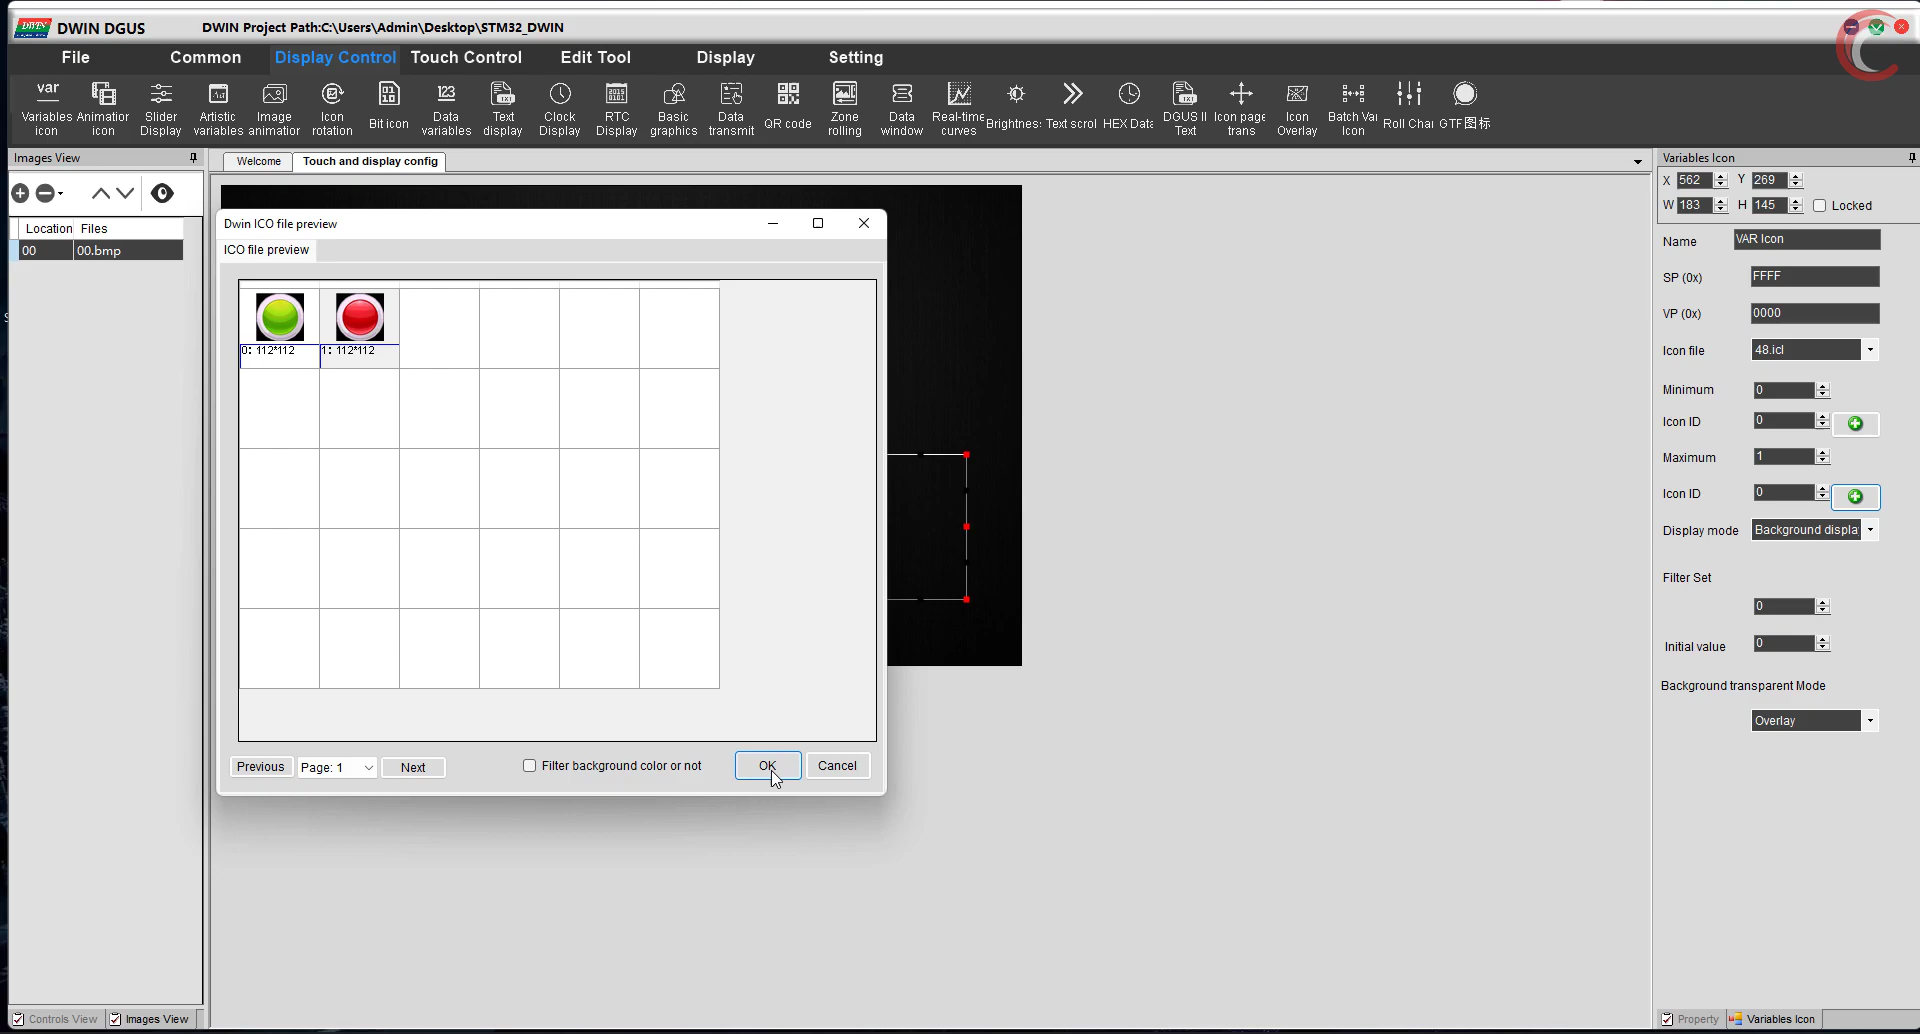 DWIN DGUS
DWIN Project Path:C:\Users\Admin\Desktop\STM32_DWIN
File
Common
Display Control
Touch Control
Edit Tool
Display
Setting
var
Variables icon
Animatior icon
Slider Display
Artistic variables
Image animatior
Icon rotation
Bit icon
123
Data variables
Text display
Clock Display
RTC Display
Basic graphics
Data transmit
QR code
Zone rolling
Data window
Real-time curves
Brightnes:
Text scrol
HEX Data
DGUS II Text
Icon page trans
Icon Overlay
Batch Var Icon
Roll Char
GTF图标
Images View
Welcome
Touch and display config
Location Files
00 00.bmp
Dwin ICO file preview
ICO file preview
0: 112*112
1: 112*112
Previous
Page: 1
Next
Filter background color or not
OK
Cancel
Variables Icon
X 562 Y 269
W 183 H 145 Locked
Name VAR Icon
SP (0x) FFFF
VP (0x) 0000
Icon file 48.icl
Minimum 0
Icon ID 0
Maximum 1
Icon ID 0
Display mode Background displa
Filter Set
0
Initial value 0
Background transparent Mode
Overlay
Controls View
Images View
Property
Variables Icon